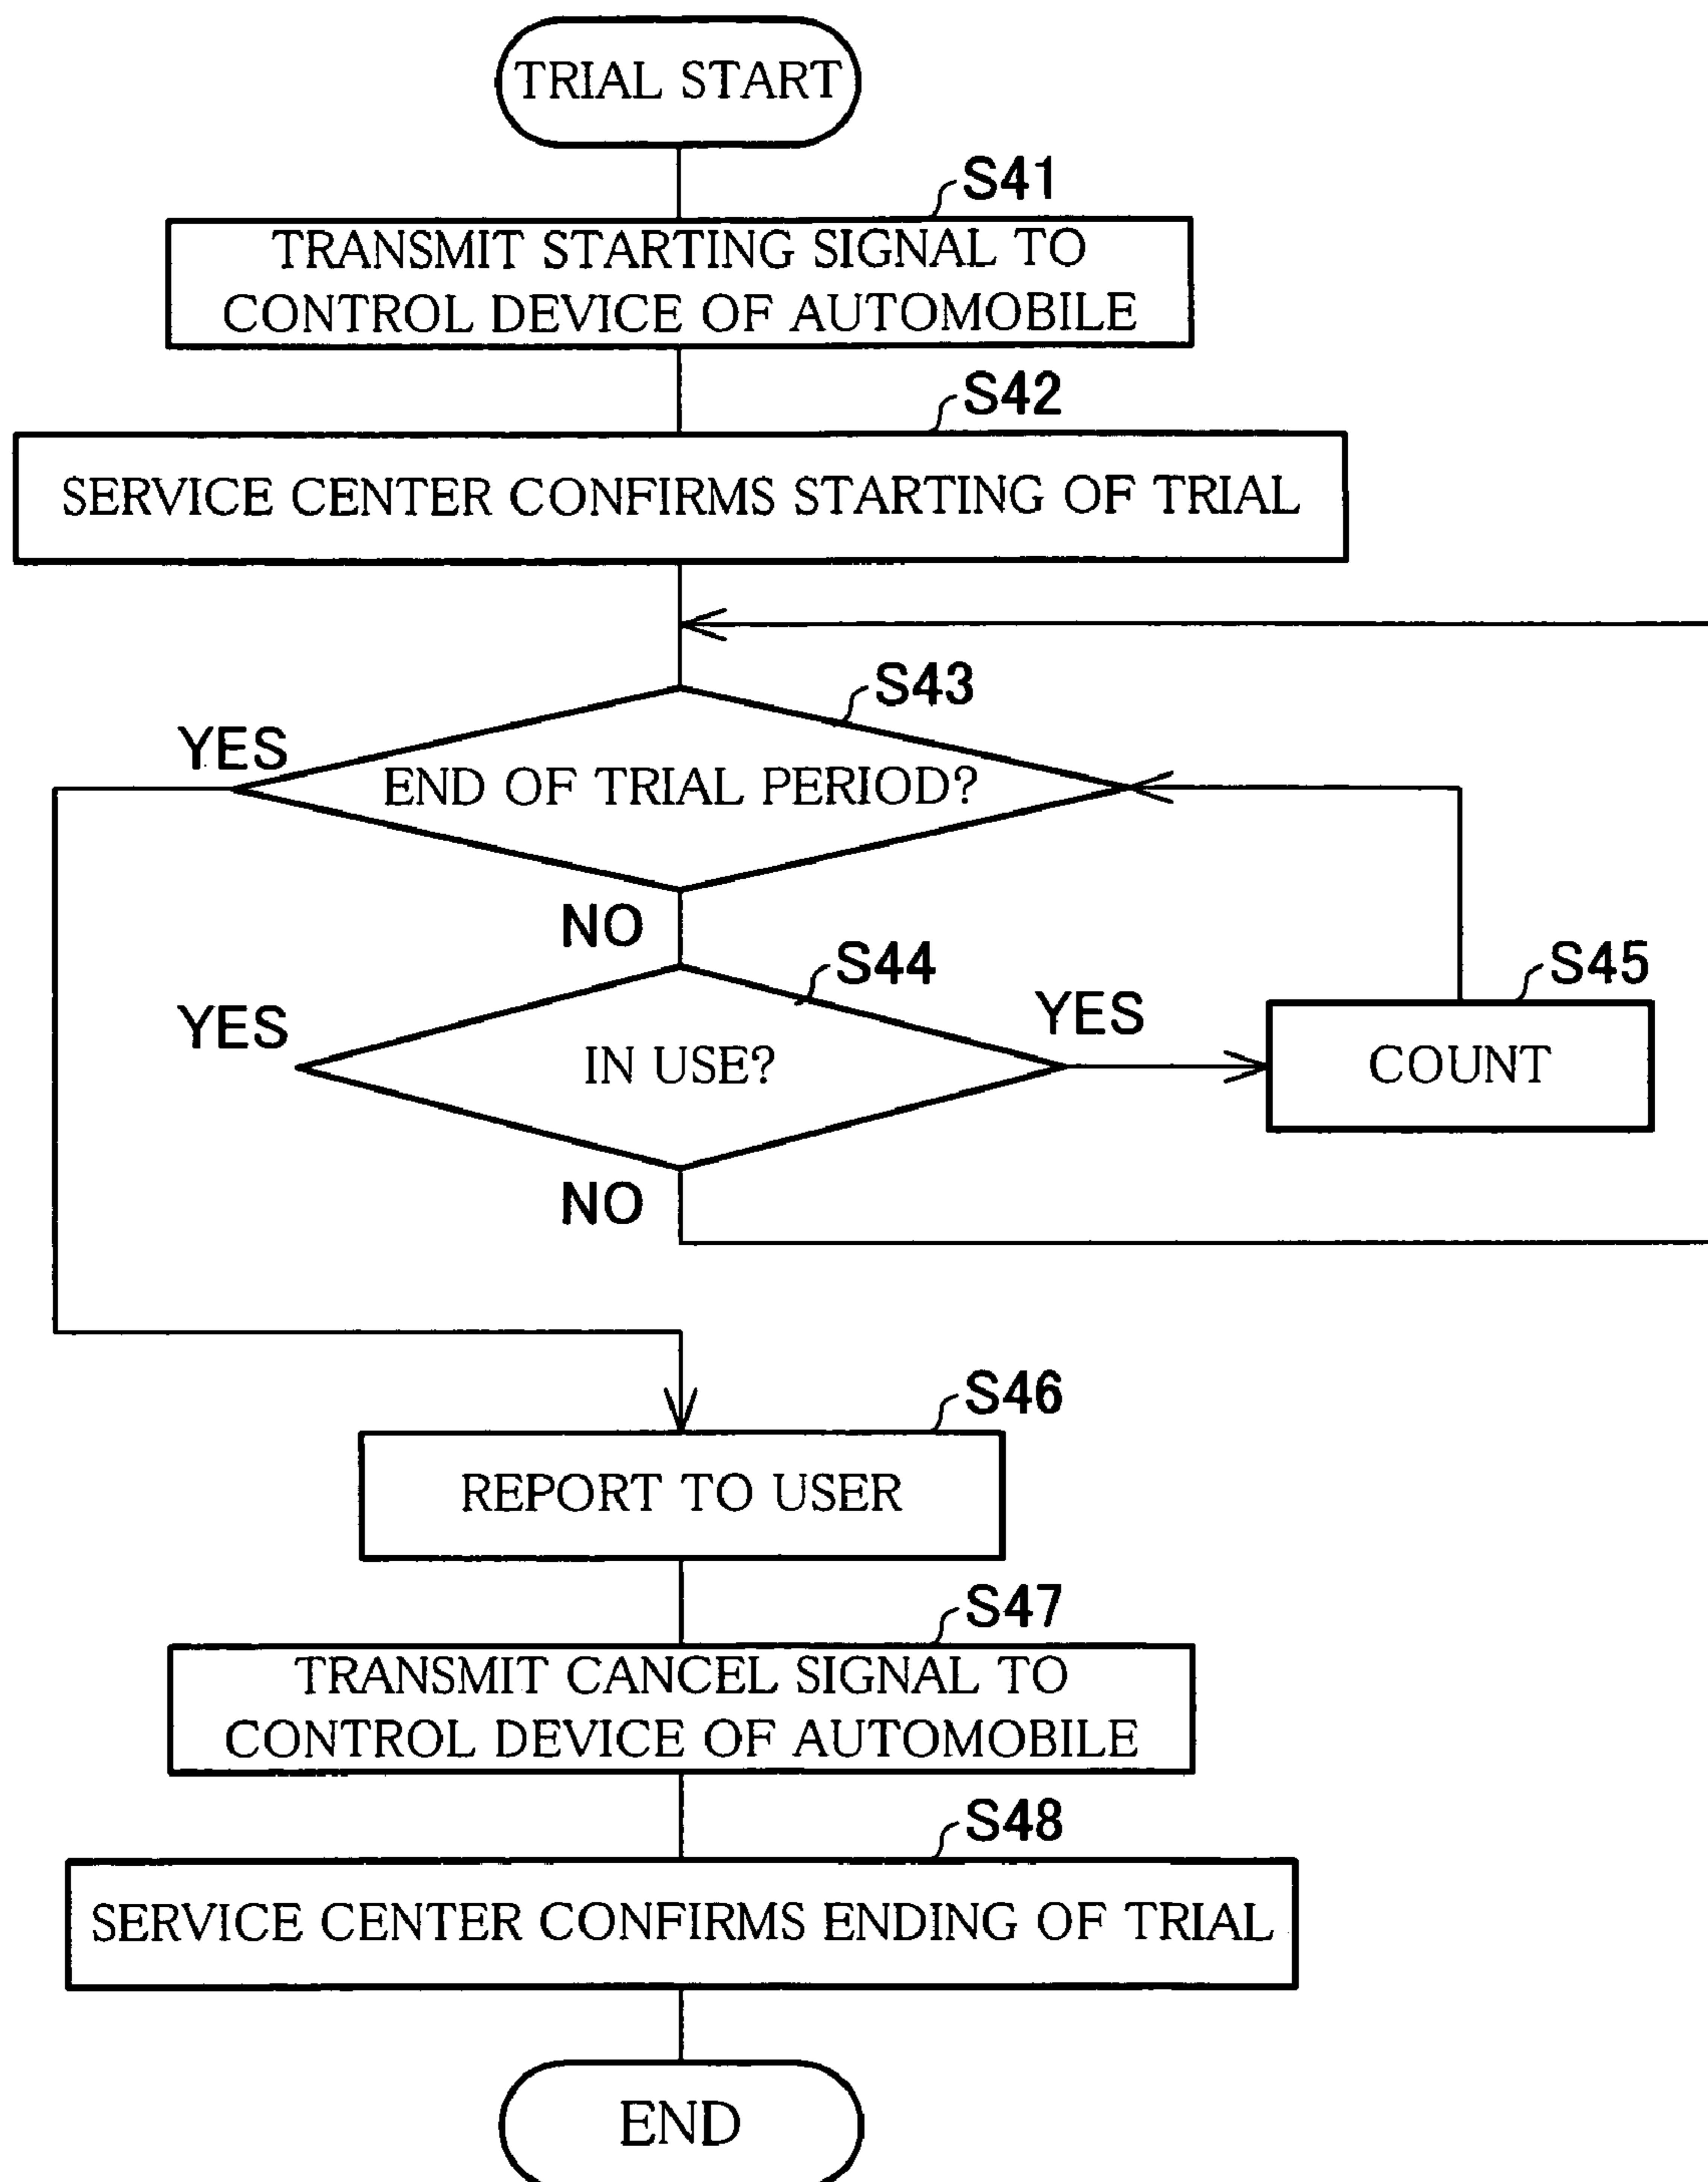 TRIAL START
S41
TRANSMIT STARTING SIGNAL TO
CONTROL DEVICE OF AUTOMOBILE
S42
SERVICE CENTER CONFIRMS STARTING OF TRIAL
S43
YES
END OF TRIAL PERIOD?
NO
S44
S45
YES
IN USE?
YES
COUNT
NO
S46
REPORT TO USER
S47
TRANSMIT CANCEL SIGNAL TO
CONTROL DEVICE OF AUTOMOBILE
S48
SERVICE CENTER CONFIRMS ENDING OF TRIAL
END